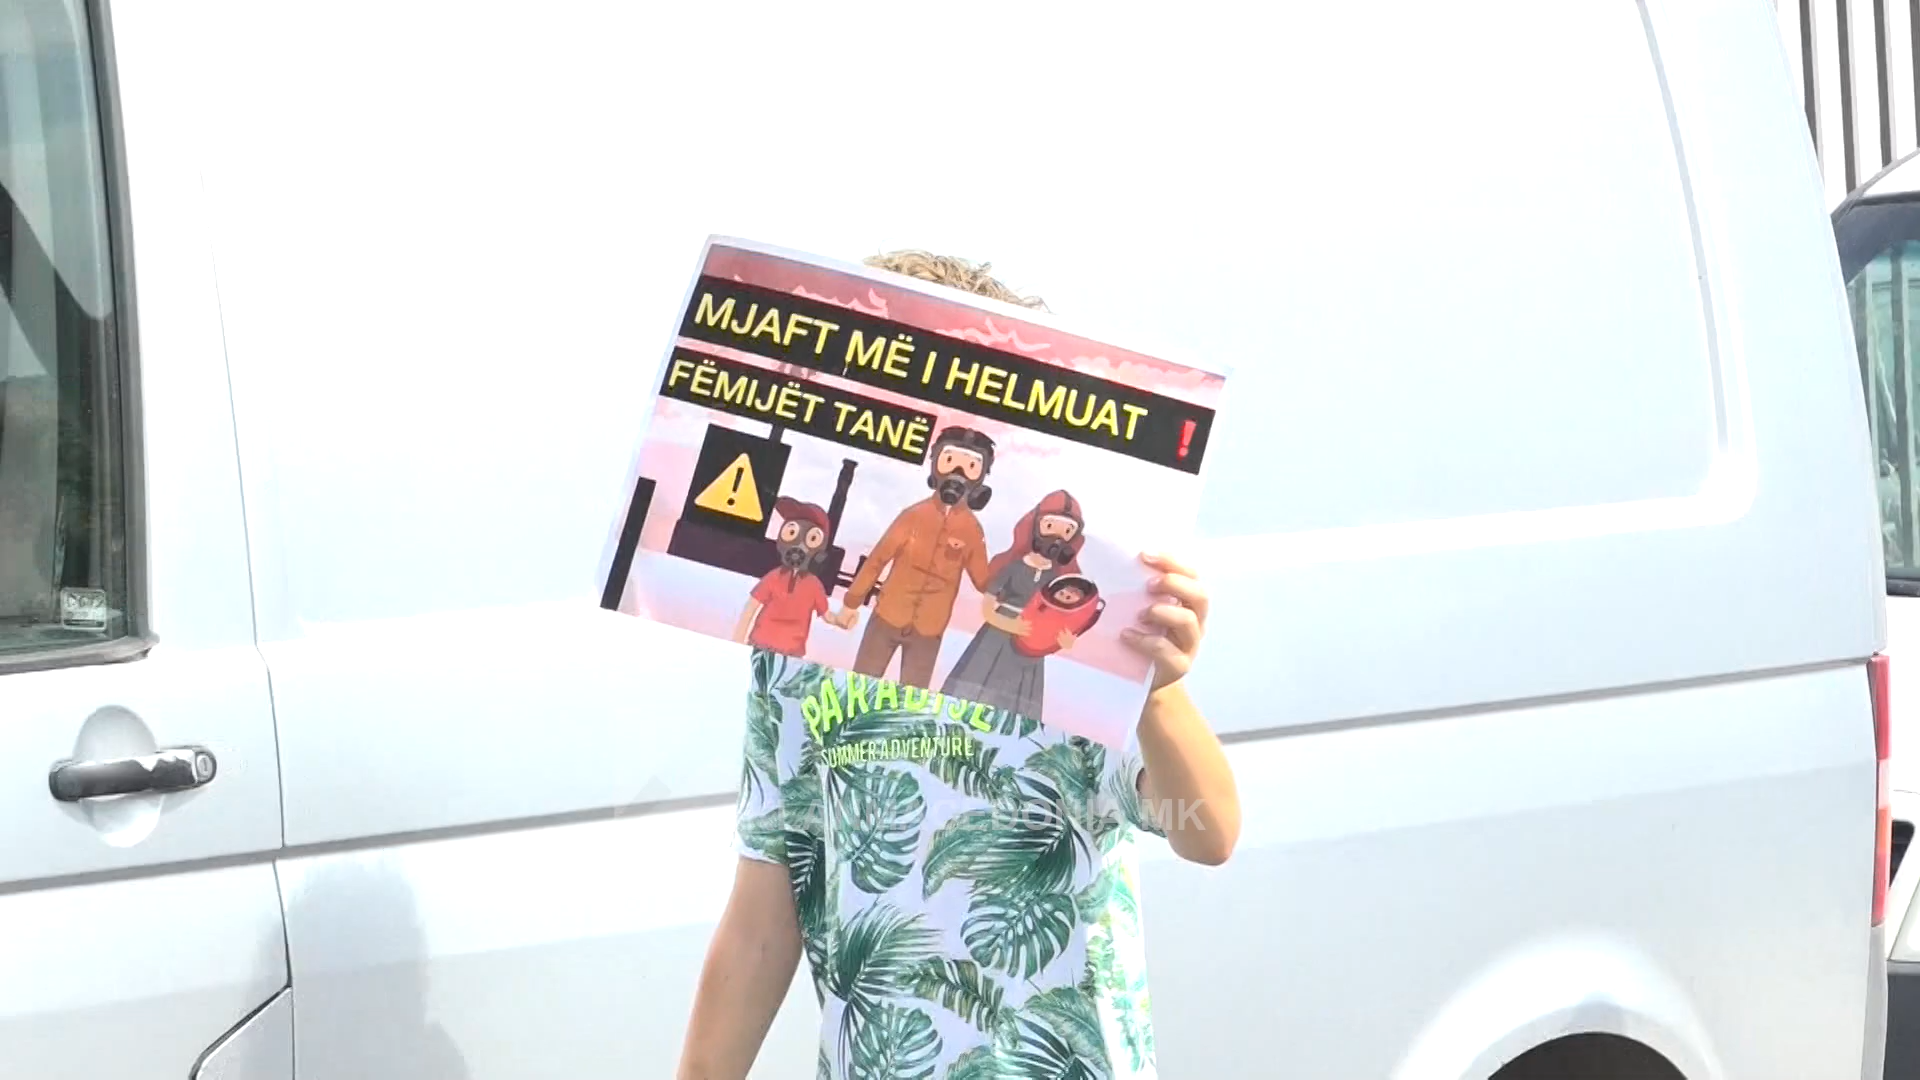 MJAFT MË I HELMUAT !
FËMIJËT TANË
PARADISE
SUMMER ADVENTURE